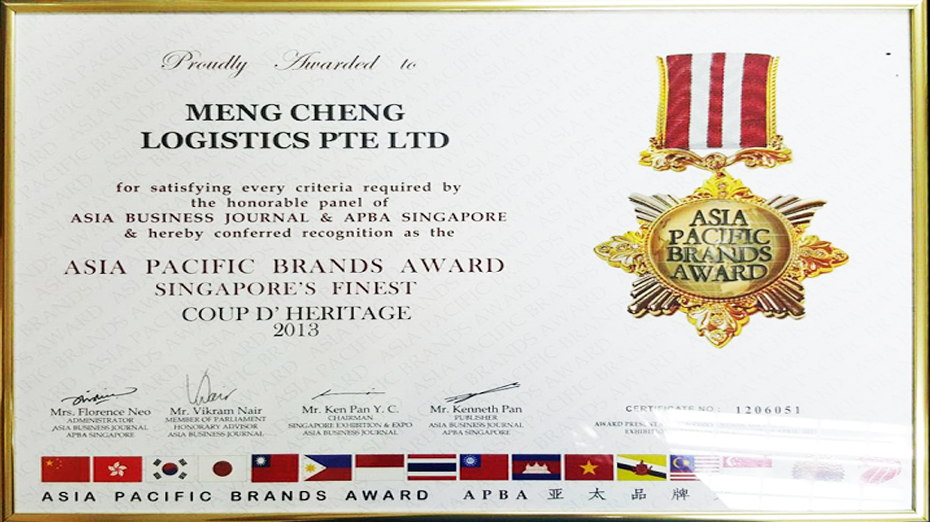 Proudly Awarded to
MENG CHENG
LOGISTICS PTE LTD
for satisfying every criteria required by
the honorable panel of
ASIA BUSINESS JOURNAL & APBA SINGAPORE
& hereby conferred recognition as the
ASIA PACIFIC BRANDS AWARD
SINGAPORE'S FINEST
COUP D' HERITAGE
2013
ASIA
PACIFIC
BRANDS
AWARD
Mrs. Florence Neo
ADMINISTRATOR
ASIA BUSINESS JOURNAL
APBA SINGAPORE
Mr. Vikram Nair
MEMBER OF PARLIAMENT
HONORARY ADVISOR
ASIA BUSINESS JOURNAL
Mr. Ken Pan Y. C.
CHAIRMAN
SINGAPORE EXHIBITION & EXPO
ASIA BUSINESS JOURNAL
Mr. Kenneth Pan
PUBLISHER
ASIA BUSINESS JOURNAL
APBA SINGAPORE
CERTIFICATE NO : 1206051
AWARD
ASIA PACIFIC BRANDS AWARD APBA 亚 太 品 牌